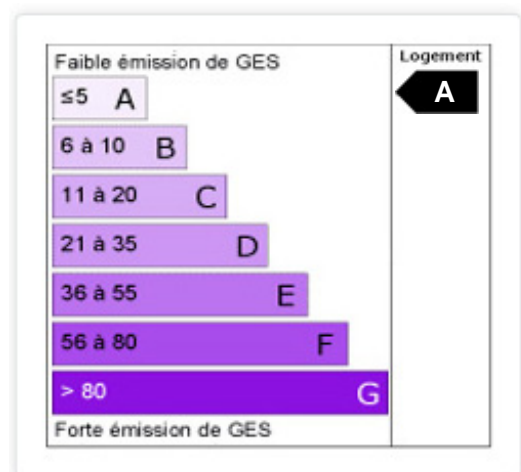 Faible émission de GES
Logement
≤5 A
A
6 à 10 B
11 à 20 C
21 à 35 D
36 à 55 E
56 à 80 F
> 80 G
Forte émission de GES